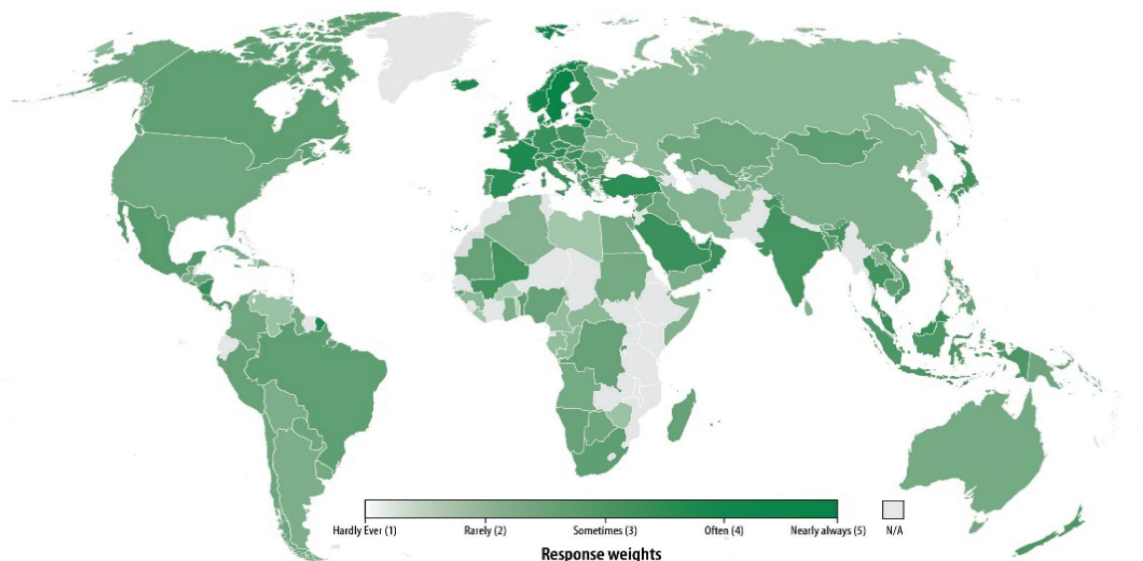 Hardly Ever (1) Rarely (2) Sometimes (3) Often (4) Nearly always (5) N/A
Response weights